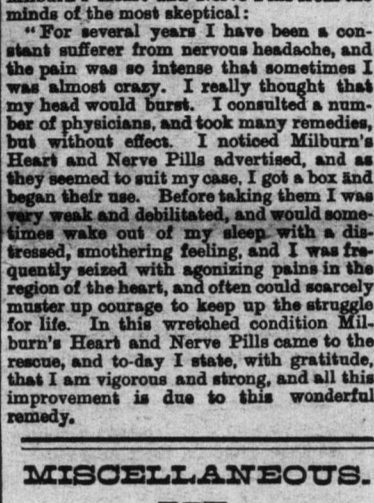 minds of the most skeptical:
"For several years I have been a con-
stant sufferer from nervous headache, and
the pain was so intense that sometimes I
was almost crazy. I really thought that
my head would burst. I consulted a num-
ber of physicians, and took many remedies,
but without effect. I noticed Milburn's
Heart and Nerve Pills advertised, and as
they seemed to suit my case, I got a box and
began their use. Before taking them I was
very weak and debilitated, and would some-
times wake out of my sleep with a dis-
tressed, smothering feeling, and I was fre-
quently seized with agonizing pains in the
region of the heart, and often could scarcely
muster up courage to keep up the struggle
for life. In this wretched condition Mil-
burn's Heart and Nerve Pills came to the
rescue, and to-day I state, with gratitude,
that I am vigorous and strong, and all this
improvement is due to this wonderful
remedy.
MISCELLANEOUS.